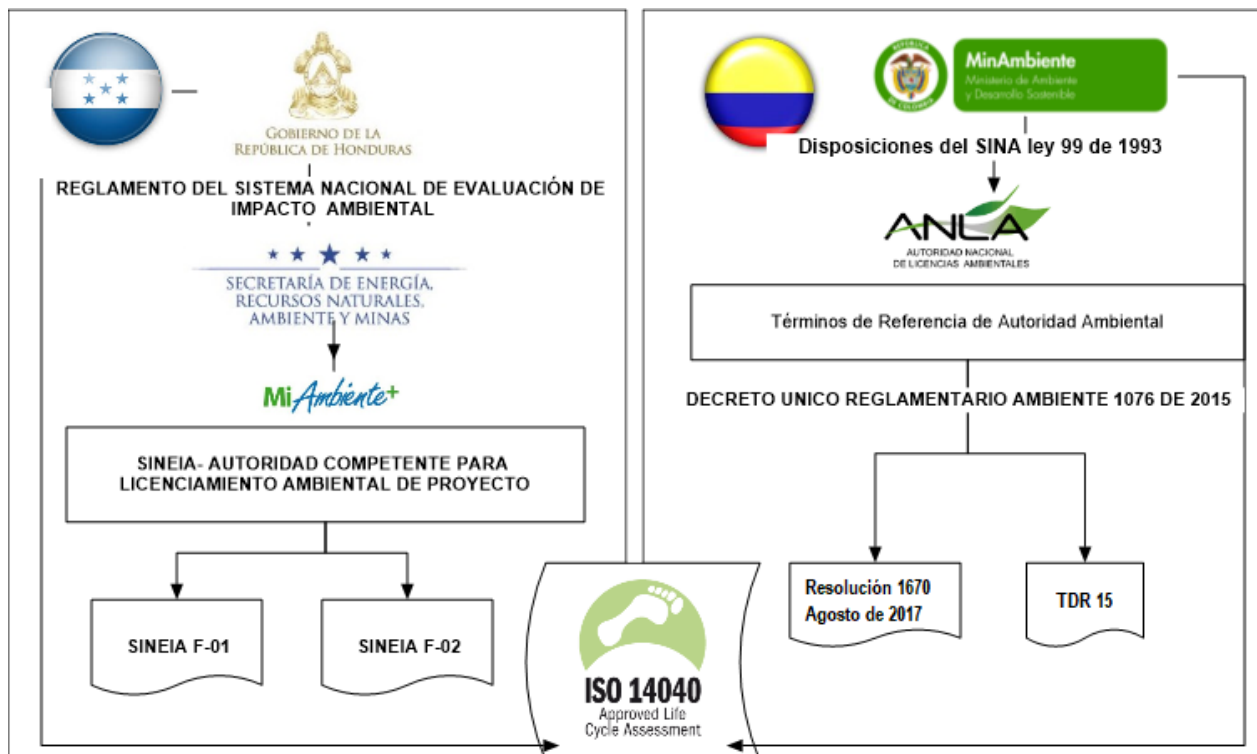 GOBIERNO DE LA
REPÚBLICA DE HONDURAS
REGLAMENTO DEL SISTEMA NACIONAL DE EVALUACIÓN DE
IMPACTO AMBIENTAL
SECRETARÍA DE ENERGÍA,
RECURSOS NATURALES,
AMBIENTE Y MINAS
MiAmbiente+
SINEIA- AUTORIDAD COMPETENTE PARA
LICENCIAMIENTO AMBIENTAL DE PROYECTO
SINEIA F-01
SINEIA F-02
REPÚBLICA
DE COLOMBIA
MinAmbiente
Ministerio de Ambiente
y Desarrollo Sostenible
Disposiciones del SINA ley 99 de 1993
ANLA
AUTORIDAD NACIONAL
DE LICENCIAS AMBIENTALES
Términos de Referencia de Autoridad Ambiental
DECRETO UNICO REGLAMENTARIO AMBIENTE 1076 DE 2015
Resolución 1670
Agosto de 2017
TDR 15
ISO 14040
Approved Life
Cycle Assessment